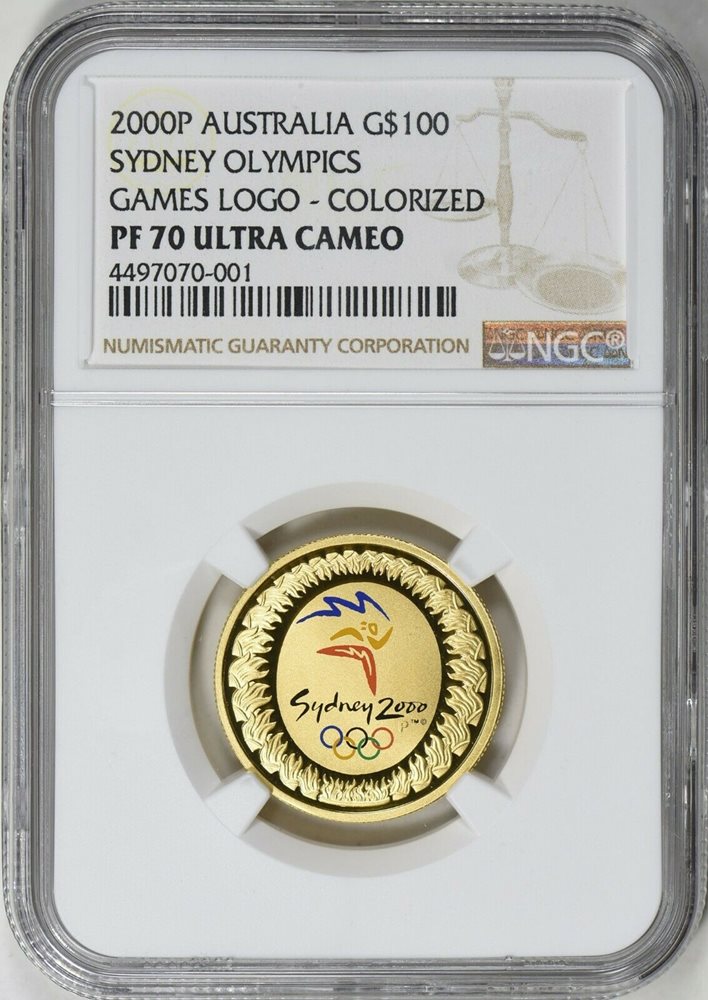 2000P AUSTRALIA G$100
SYDNEY OLYMPICS
GAMES LOGO - COLORIZED
PF 70 ULTRA CAMEO
4497070-001
NUMISMATIC GUARANTY CORPORATION
NGC®
Sydney 2000
P™©